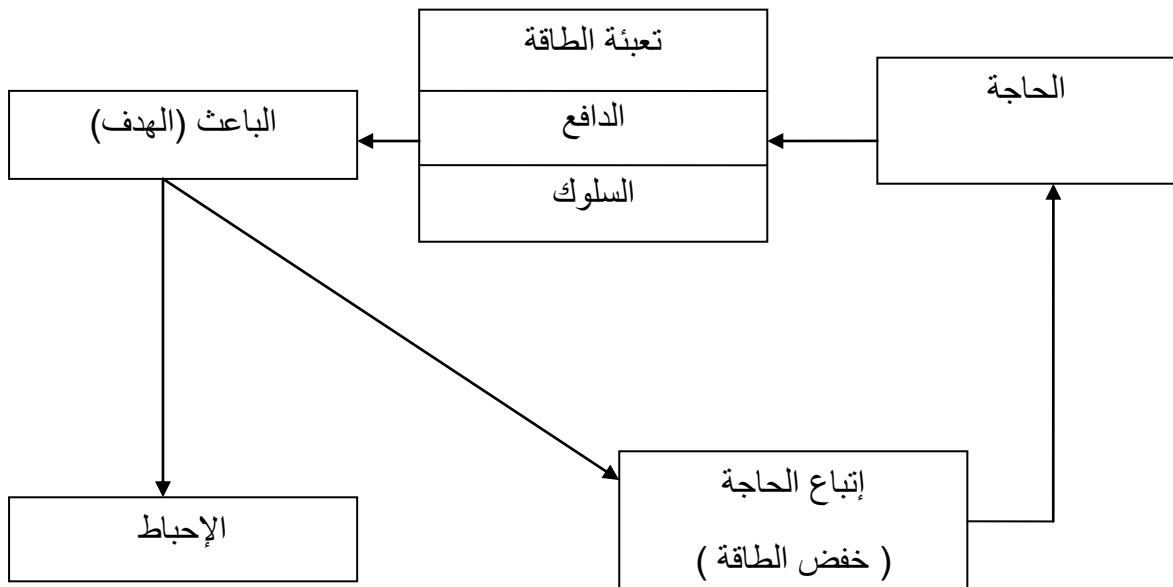 الحاجة
تعبئة الطاقة
الدافع
السلوك
الباعث (الهدف)
إتباع الحاجة
( خفض الطاقة )
الإحباط